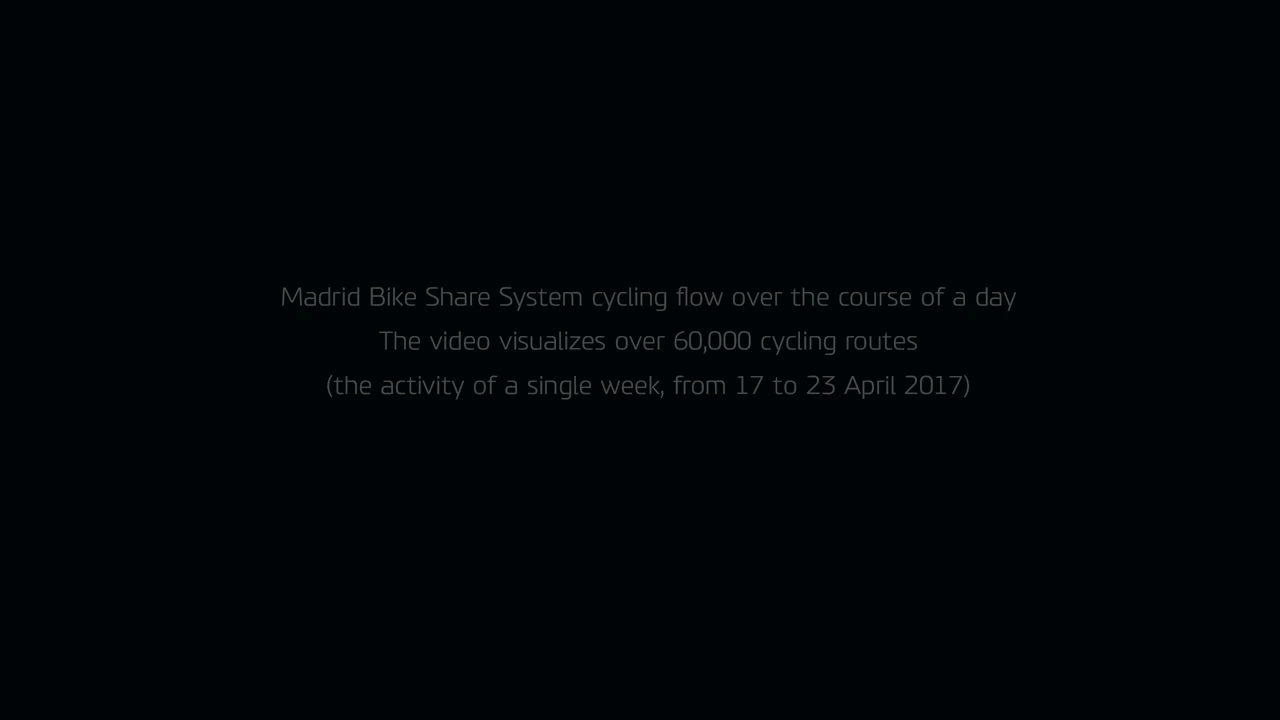 Madrid Bike Share System cycling flow over the course of a day
The video visualizes over 60,000 cycling routes
(the activity of a single week, from 17 to 23 April 2017)